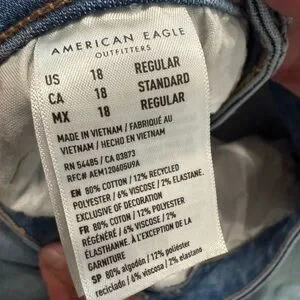 AMERICAN EAGLE
OUTFITTERS
US 18 REGULAR
CA 18 STANDARD
MX 18 REGULAR
MADE IN VIETNAM / FABRIQUÉ AU
VIETNAM / HECHO EN VIETNAM
RN 54485 / CA 03873
REC# AEM12060SU9A
EN 80% COTTON / 12% RECYCLED
POLYESTER / 6% VISCOSE / 2% ELASTANE.
EXCLUSIVE OF DECORATION
FR 80% COTON / 12% POLYESTER
RÉGÉNÉRÉ / 6% VISCOSE / 2%
ÉLASTHANNE. À L'EXCEPTION DE LA
GARNITURE
SP 80% algodón / 12% poliéster
reciclado / 6% viscosa / 2% elastano